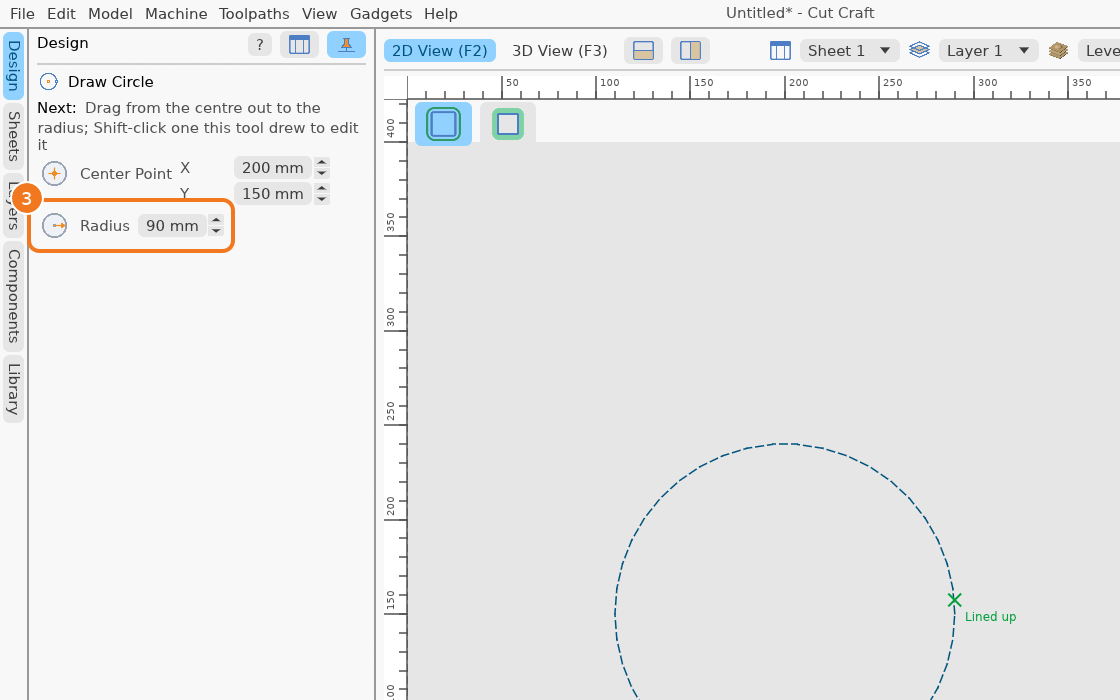 File Edit Model Machine Toolpaths View Gadgets Help
Untitled* - Cut Craft
Design
Sheets
Layers
Components
Library
Design
?
Draw Circle
Next: Drag from the centre out to the
radius; Shift-click one this tool drew to edit
it
Center Point X 200 mm
Y 150 mm
3
Radius 90 mm
2D View (F2) 3D View (F3) Sheet 1 Layer 1 Leve
50 100 150 200 250 300 350
400
350
300
250
200
150
00
Lined up